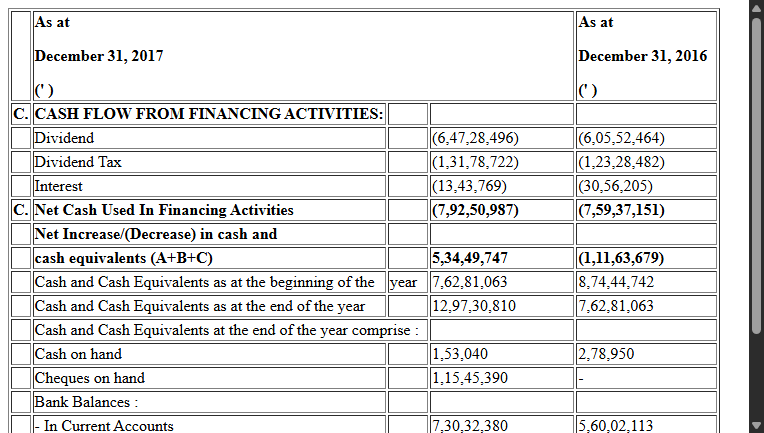 As at As at
December 31, 2017 December 31, 2016
(' ) (' )
C. CASH FLOW FROM FINANCING ACTIVITIES:
Dividend (6,47,28,496) (6,05,52,464)
Dividend Tax (1,31,78,722) (1,23,28,482)
Interest (13,43,769) (30,56,205)
C. Net Cash Used In Financing Activities (7,92,50,987) (7,59,37,151)
Net Increase/(Decrease) in cash and
cash equivalents (A+B+C) 5,34,49,747 (1,11,63,679)
Cash and Cash Equivalents as at the beginning of the year 7,62,81,063 8,74,44,742
Cash and Cash Equivalents as at the end of the year 12,97,30,810 7,62,81,063
Cash and Cash Equivalents at the end of the year comprise :
Cash on hand 1,53,040 2,78,950
Cheques on hand 1,15,45,390 -
Bank Balances :
- In Current Accounts 7,30,32,380 5,60,02,113